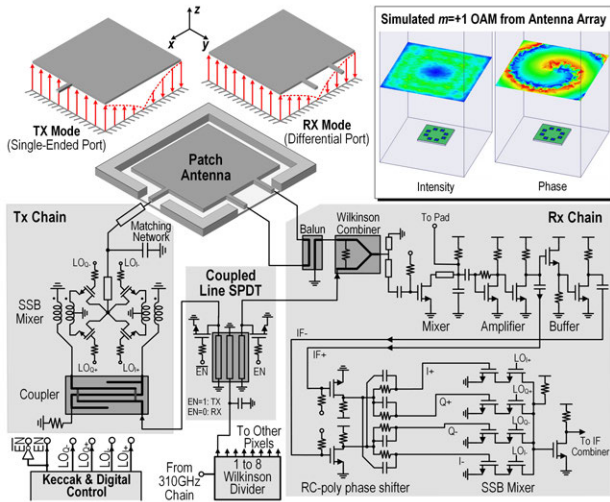 z
x
y
TX Mode
(Single-Ended Port)
RX Mode
(Differential Port)
Simulated m=+1 OAM from Antenna Array
Intensity
Phase
Patch
Antenna
Tx Chain
Matching
Network
LOQ-
LOI-
SSB
Mixer
LOQ+
LOI+
Coupler
EN
EN
LOQ-
LOQ+
LOI-
LOI+
Keccak & Digital
Control
Coupled
Line SPDT
EN
EN
EN=1: TX
EN=0: RX
To Other
Pixels
From
310GHz
Chain
1 to 8
Wilkinson
Divider
Balun
Wilkinson
Combiner
Rx Chain
To Pad
Mixer
Amplifier
Buffer
IF-
IF+
I+
Q+
Q-
I-
LOI+
LOQ+
LOQ-
LOI-
RC-poly phase shifter
SSB Mixer
To IF
Combiner